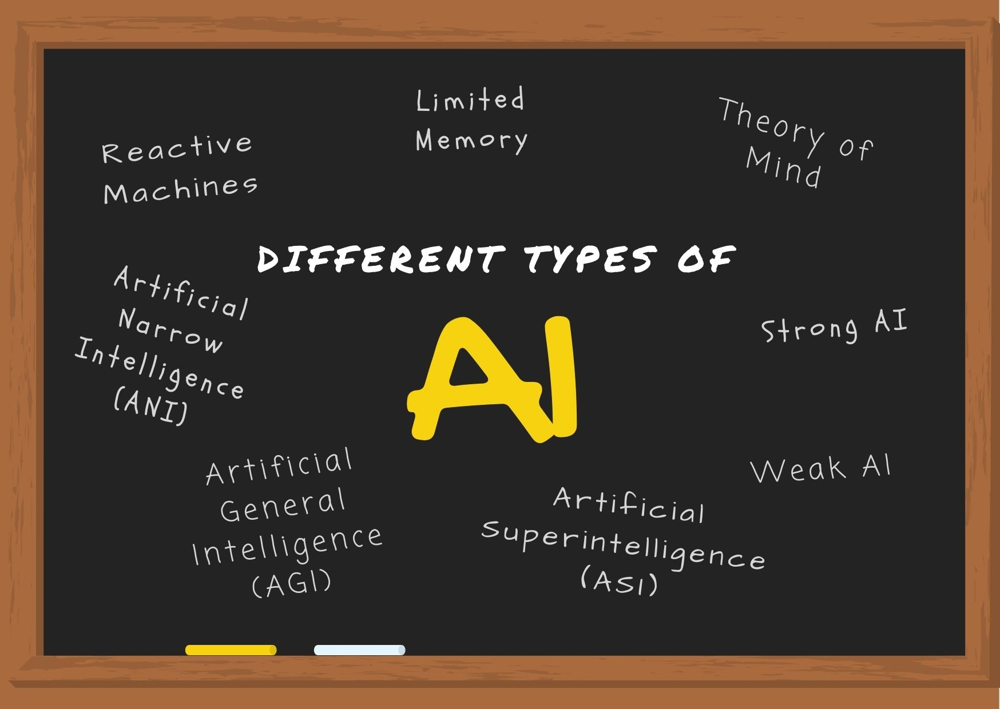 Limited
Memory
Theory of
Mind
Reactive
Machines
DIFFERENT TYPES OF
AI
Artificial
Narrow
Intelligence
(ANI)
Strong AI
Weak AI
Artificial
General
Intelligence
(AGI)
Artificial
Superintelligence
(ASI)